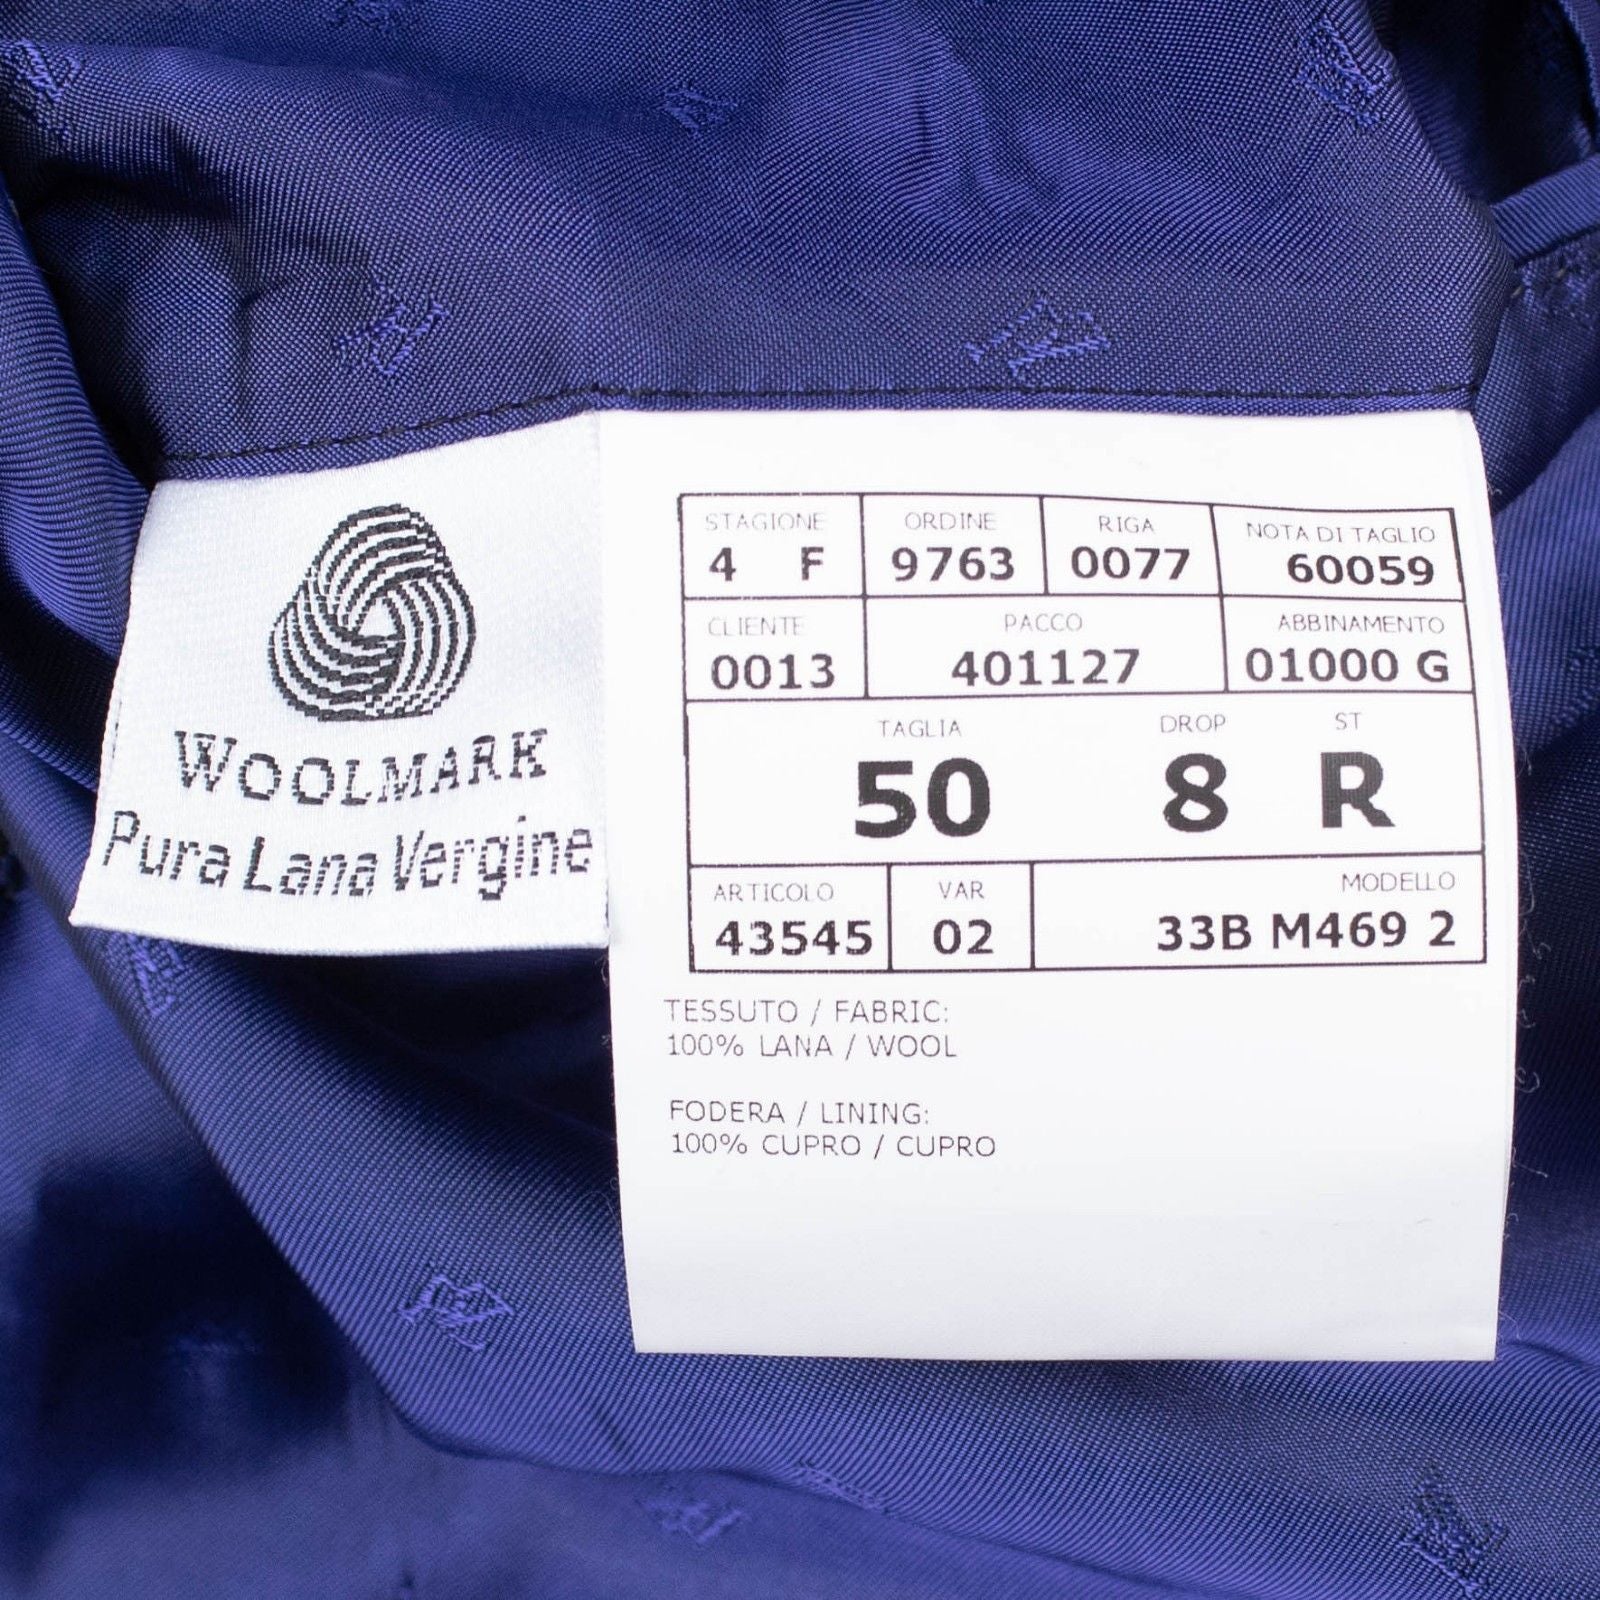 WOOLMARK
Pura Lana Vergine
STAGIONE ORDINE RIGA NOTA DI TAGLIO
4 F 9763 0077 60059
CLIENTE PACCO ABBINAMENTO
0013 401127 01000 G
TAGLIA DROP ST
50 8 R
ARTICOLO VAR MODELLO
43545 02 33B M469 2
TESSUTO / FABRIC:
100% LANA / WOOL
FODERA / LINING:
100% CUPRO / CUPRO